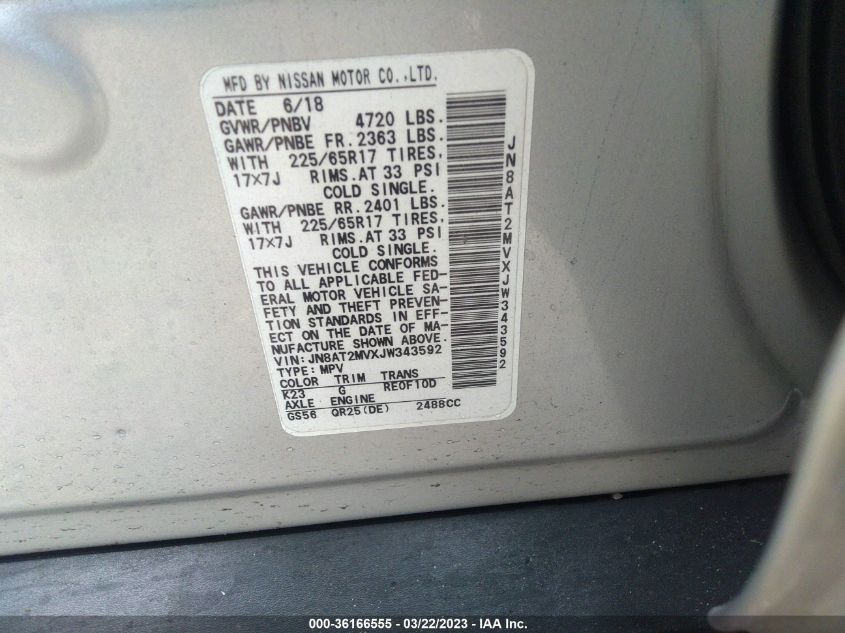 MFD BY NISSAN MOTOR CO.,LTD.
DATE 6/18
GVWR/PNBV 4720 LBS.
GAWR/PNBE FR. 2363 LBS.
WITH 225/65R17 TIRES,
17×7J RIMS.AT 33 PSI
COLD SINGLE.
GAWR/PNBE RR. 2401 LBS.
WITH 225/65R17 TIRES,
17×7J RIMS.AT 33 PSI
COLD SINGLE.
THIS VEHICLE CONFORMS
TO ALL APPLICABLE FED-
ERAL MOTOR VEHICLE SA-
FETY AND THEFT PREVEN-
TION STANDARDS IN EFF-
ECT ON THE DATE OF MA-
NUFACTURE SHOWN ABOVE.
VIN: JN8AT2MVXJW343592
TYPE: MPV
COLOR TRIM TRANS
K23 G RE0F10D
AXLE ENGINE
GS56 QR25(DE) 2488CC
JN8AT2MVXJW343592
000-36166555 - 03/22/2023 - IAA Inc.